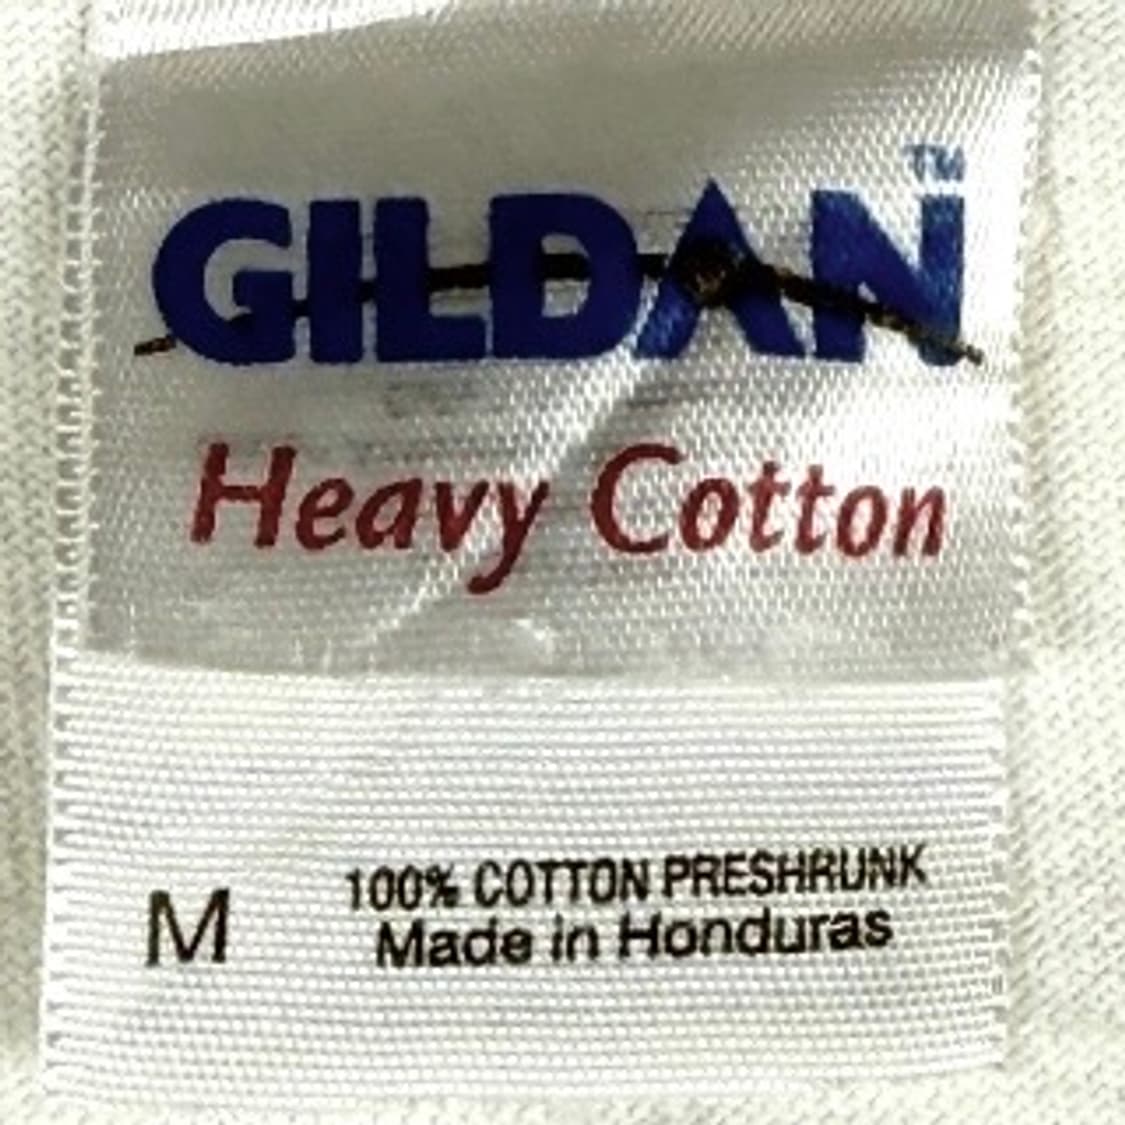 GILDAN™
Heavy Cotton
M
100% COTTON PRESHRUNK
Made in Honduras